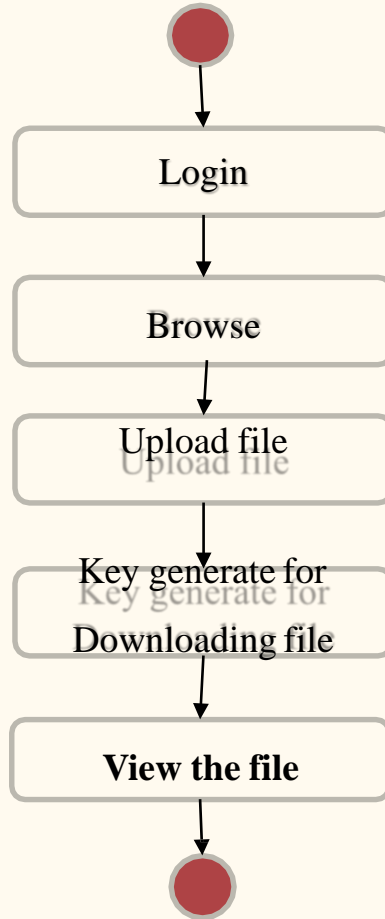 Login
Browse
Upload file
Key generate for
Downloading file
View the file